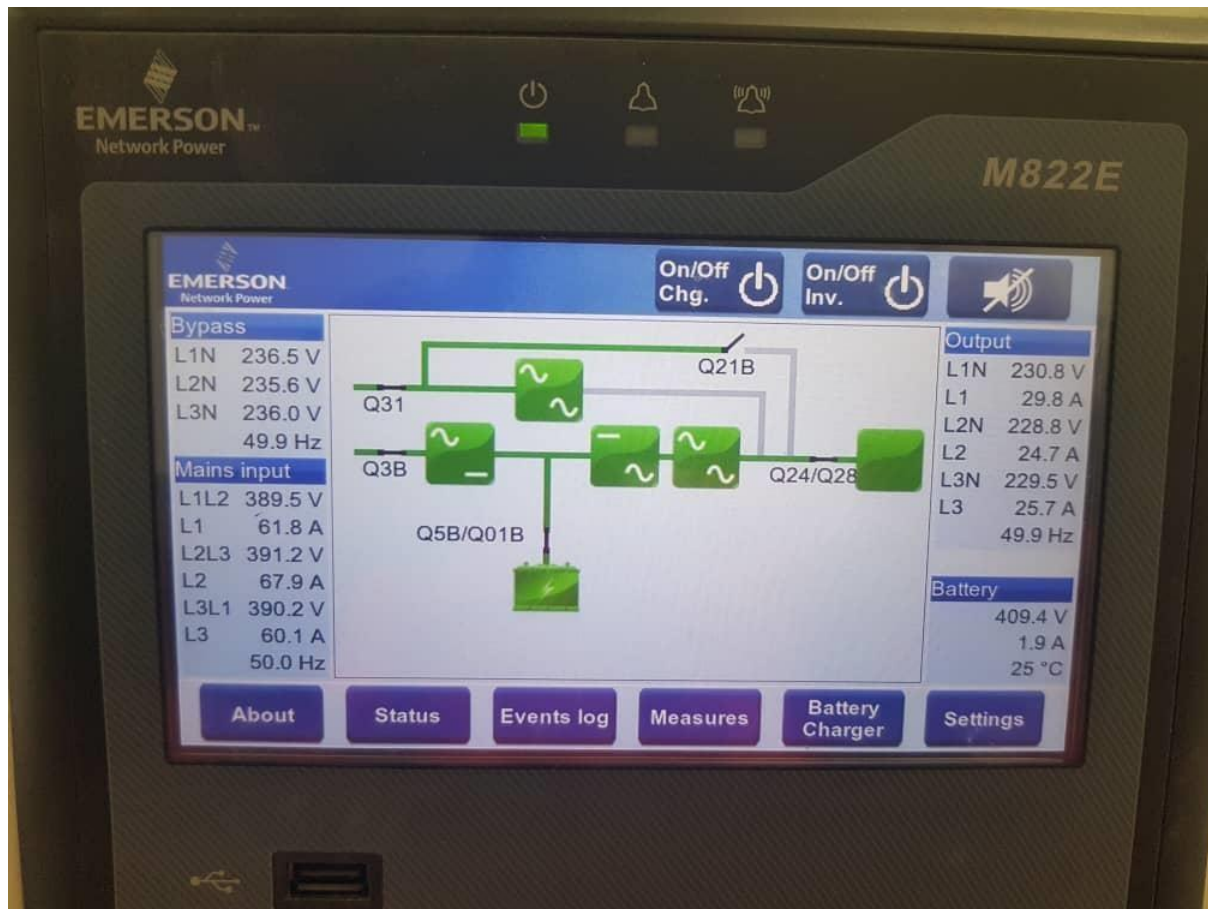 EMERSON™
Network Power
M822E
EMERSON
Network Power
On/Off
Chg.
On/Off
Inv.
Bypass
L1N 236.5 V
L2N 235.6 V
L3N 236.0 V
49.9 Hz
Mains input
L1L2 389.5 V
L1 61.8 A
L2L3 391.2 V
L2 67.9 A
L3L1 390.2 V
L3 60.1 A
50.0 Hz
Q21B
Q31
Q3B
Q24/Q28
Q5B/Q01B
Output
L1N 230.8 V
L1 29.8 A
L2N 228.8 V
L2 24.7 A
L3N 229.5 V
L3 25.7 A
49.9 Hz
Battery
409.4 V
1.9 A
25 °C
About
Status
Events log
Measures
Battery
Charger
Settings